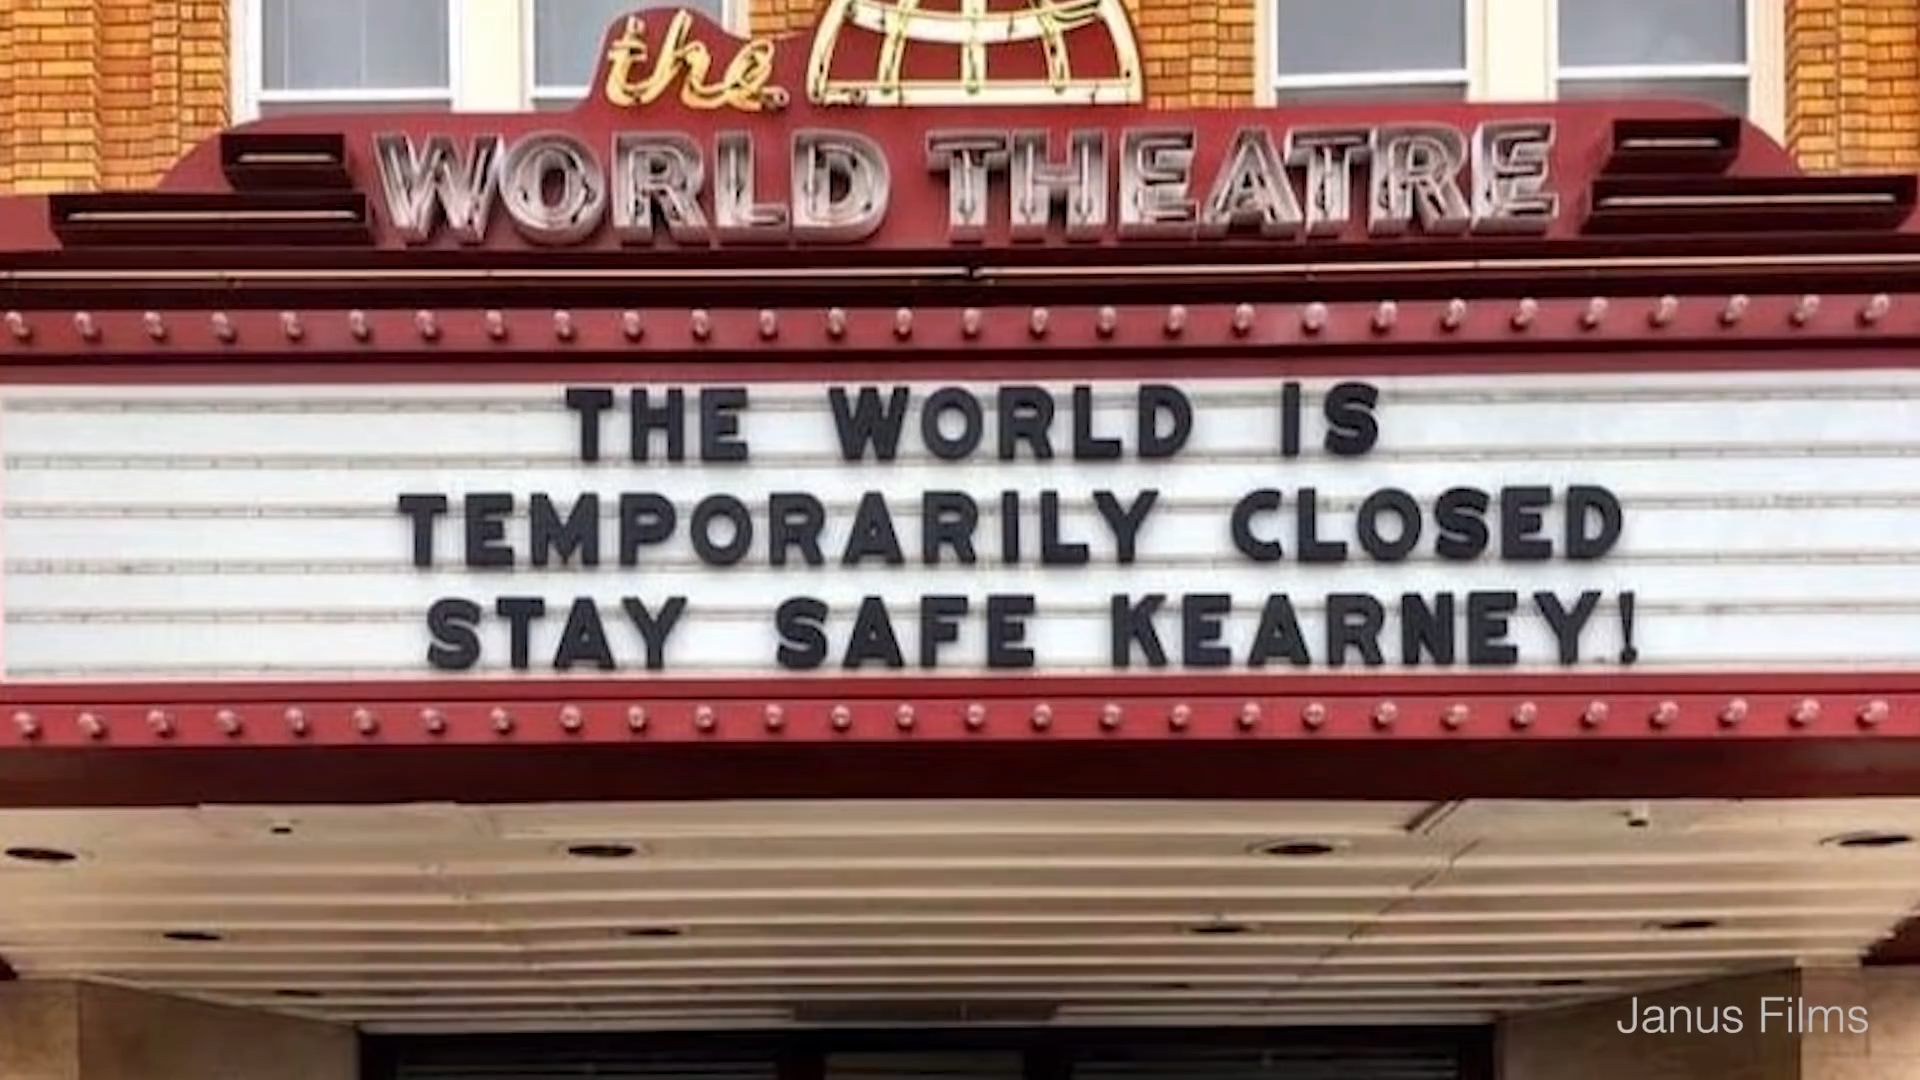 the
WORLD THEATRE
THE WORLD IS
TEMPORARILY CLOSED
STAY SAFE KEARNEY!
Janus Films